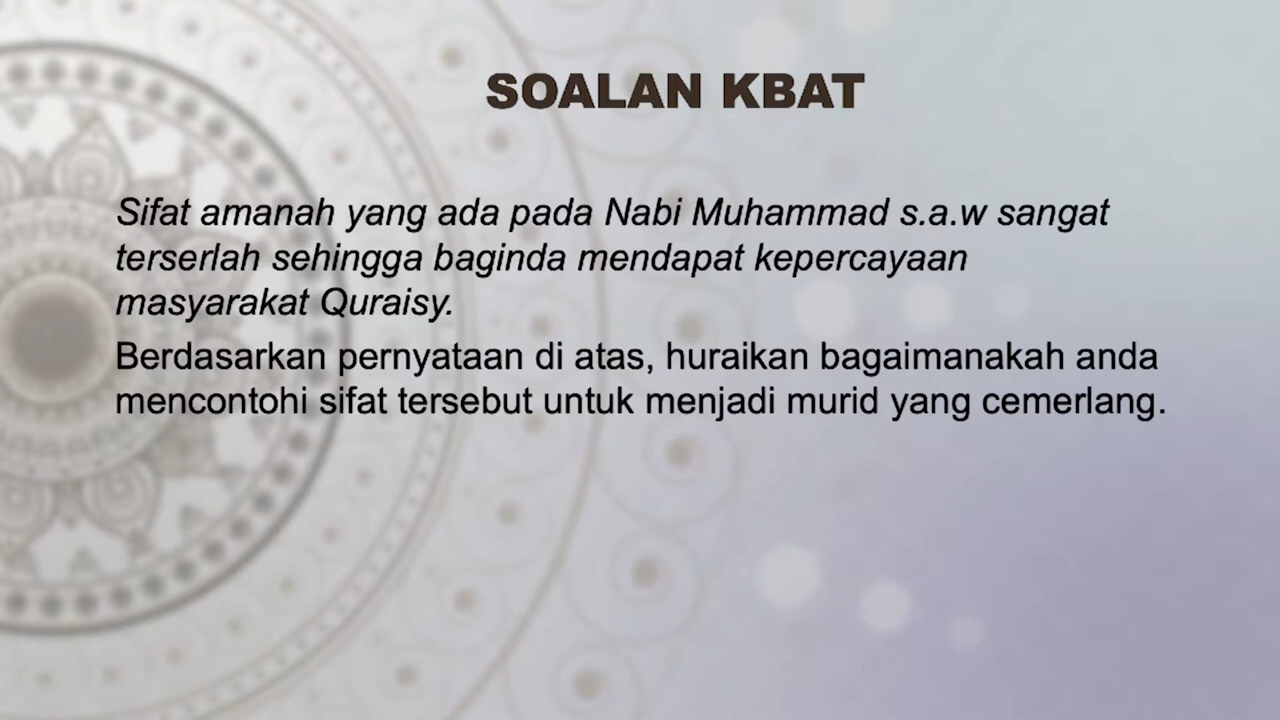 SOALAN KBAT
Sifat amanah yang ada pada Nabi Muhammad s.a.w sangat
terserlah sehingga baginda mendapat kepercayaan
masyarakat Quraisy.
Berdasarkan pernyataan di atas, huraikan bagaimanakah anda
mencontohi sifat tersebut untuk menjadi murid yang cemerlang.